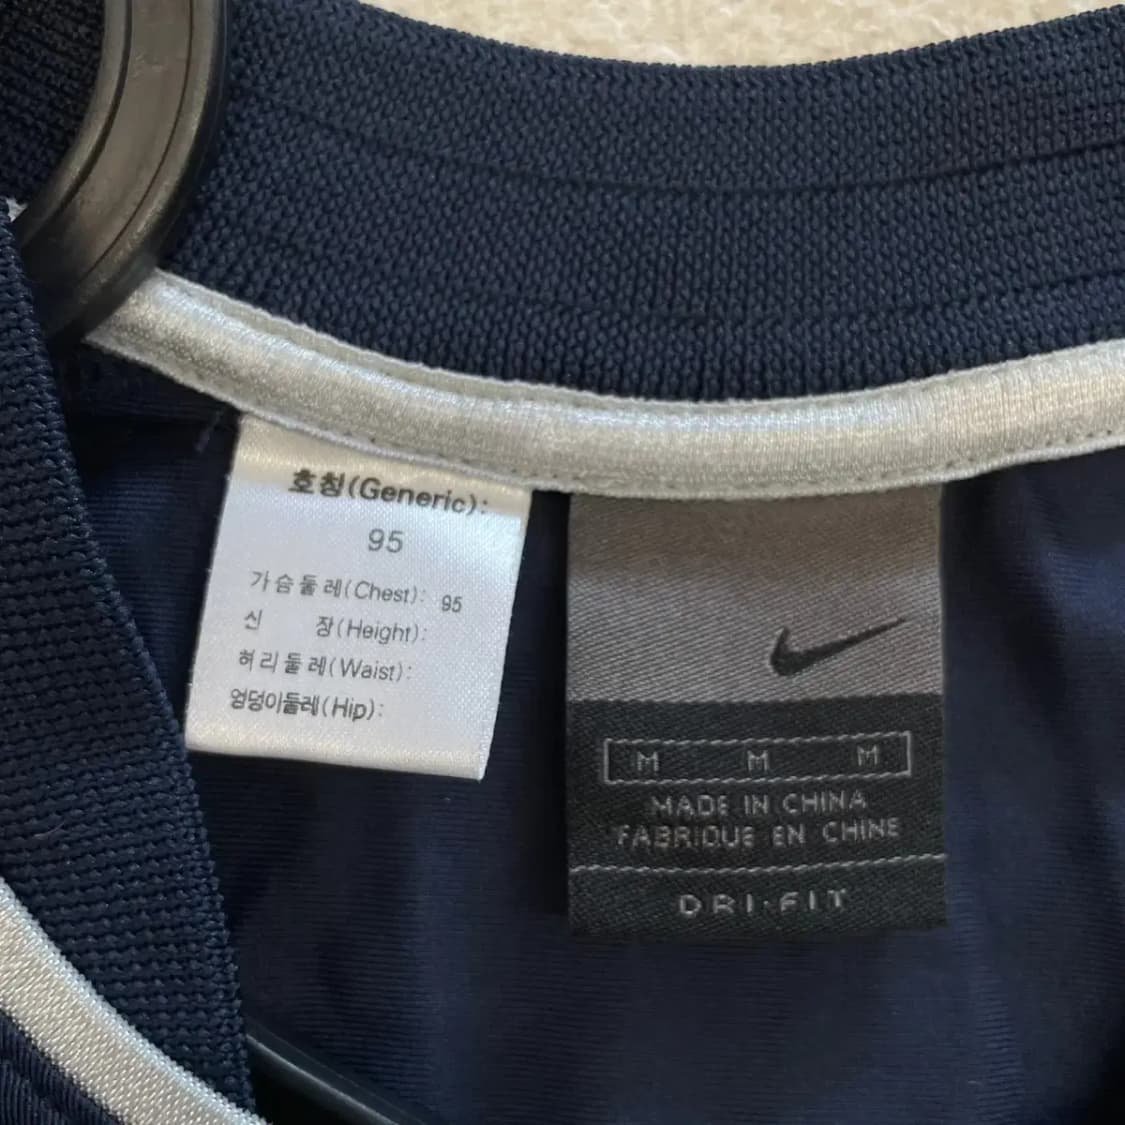 호칭(Generic):
95
가슴둘레(Chest): 95
신 장(Height):
허리둘레(Waist):
엉덩이둘레(Hip):
M M M
MADE IN CHINA
FABRIQUE EN CHINE
DRI·FIT